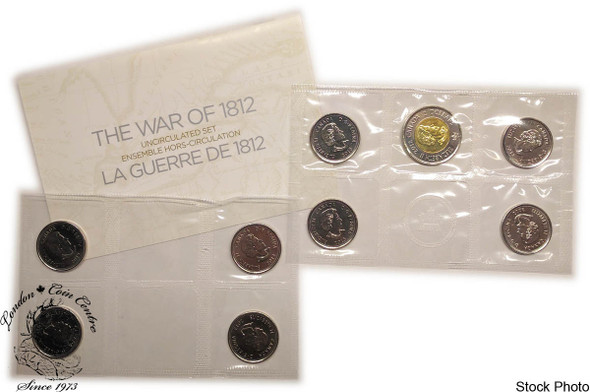 THE WAR OF 1812
UNCIRCULATED SET
ENSEMBLE HORS-CIRCULATION
LA GUERRE DE 1812
London Coin Centre
Since 1973
Stock Photo